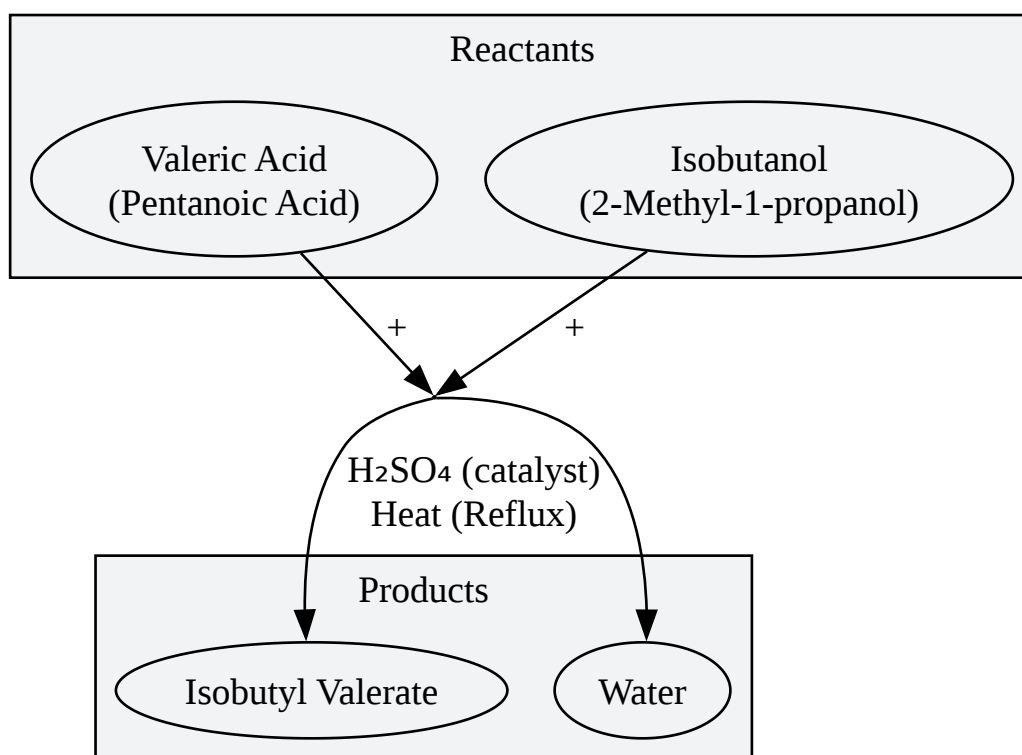 Reactants
Valeric Acid
(Pentanoic Acid)
Isobutanol
(2-Methyl-1-propanol)
+
+
H₂SO₄ (catalyst)
Heat (Reflux)
Products
Isobutyl Valerate
Water